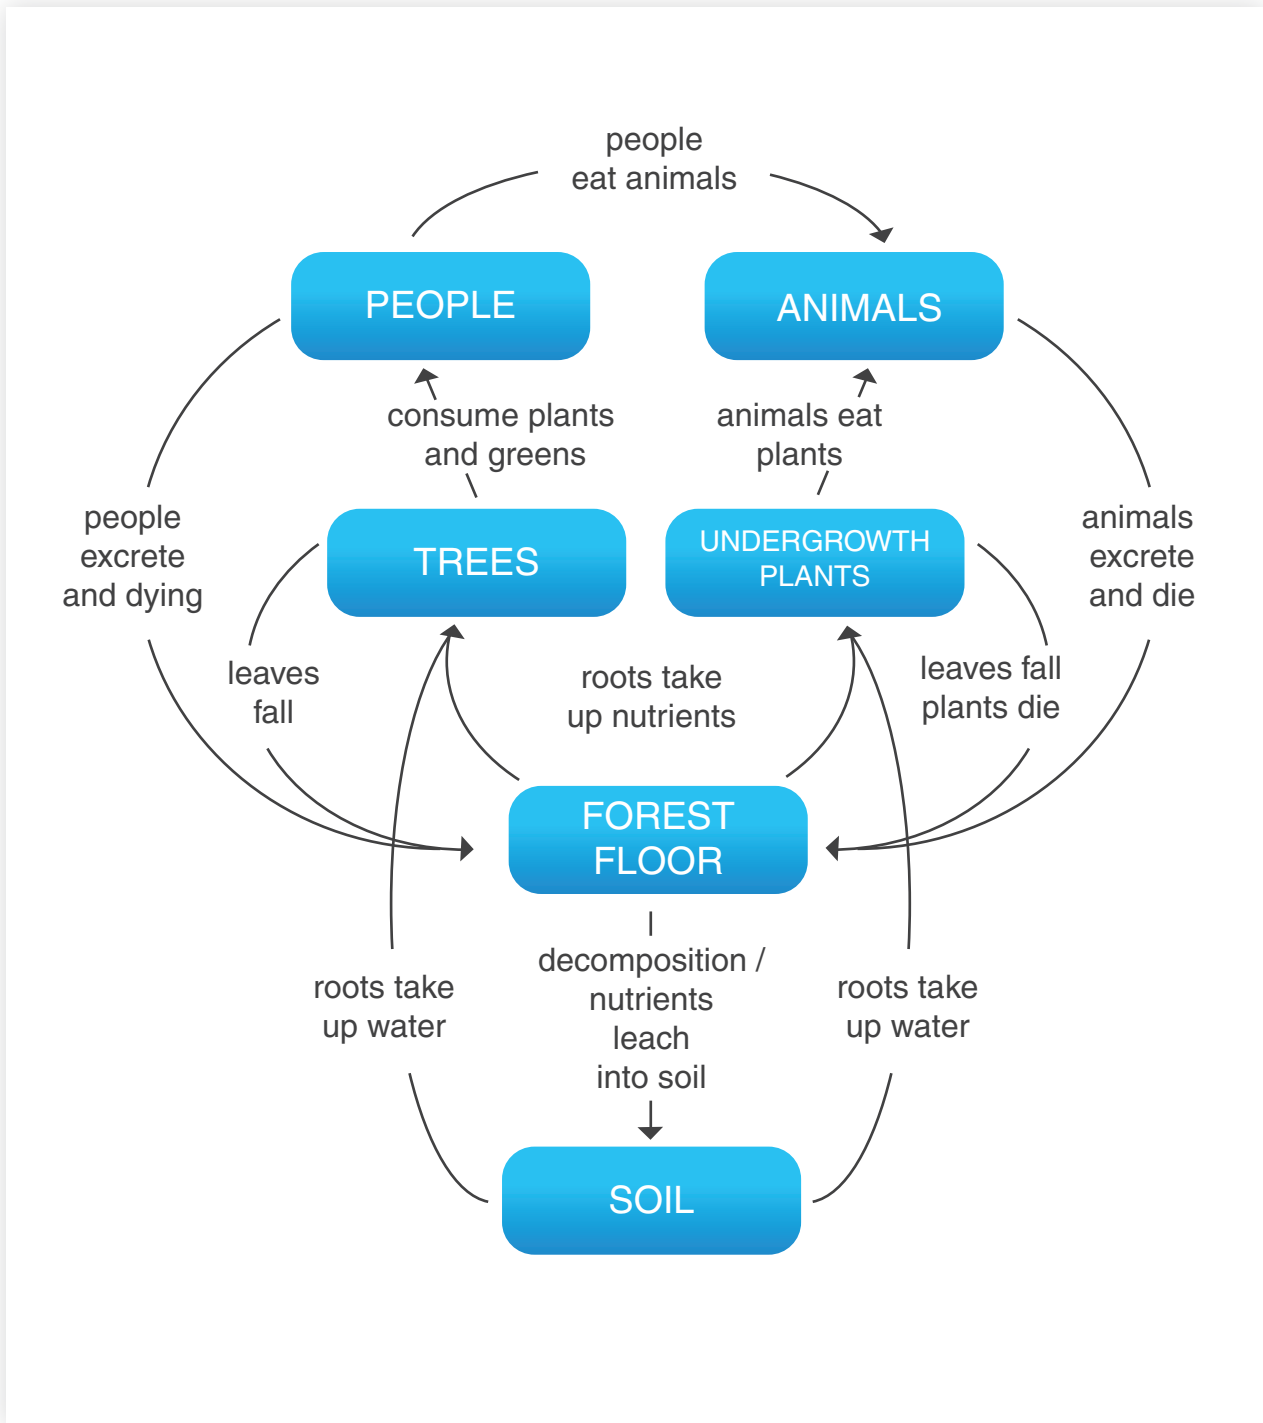 people
eat animals
PEOPLE
ANIMALS
consume plants
and greens
animals eat
plants
people
excrete
and dying
animals
excrete
and die
TREES
UNDERGROWTH
PLANTS
leaves
fall
roots take
up nutrients
leaves fall
plants die
FOREST
FLOOR
roots take
up water
decomposition /
nutrients
leach
into soil
roots take
up water
SOIL